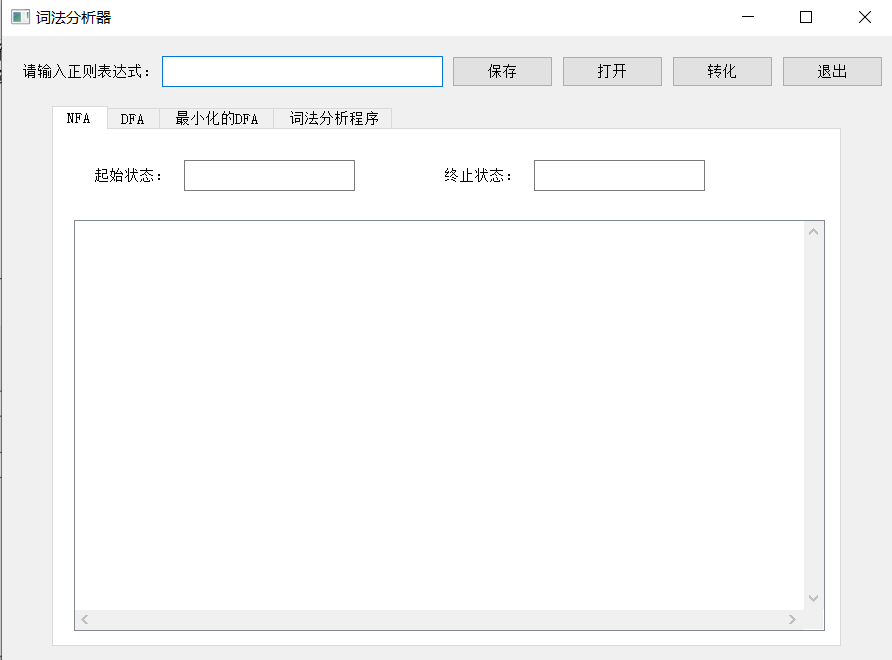 词法分析器
请输入正则表达式： 保存 打开 转化 退出
NFA DFA 最小化的DFA 词法分析程序
起始状态： 终止状态：